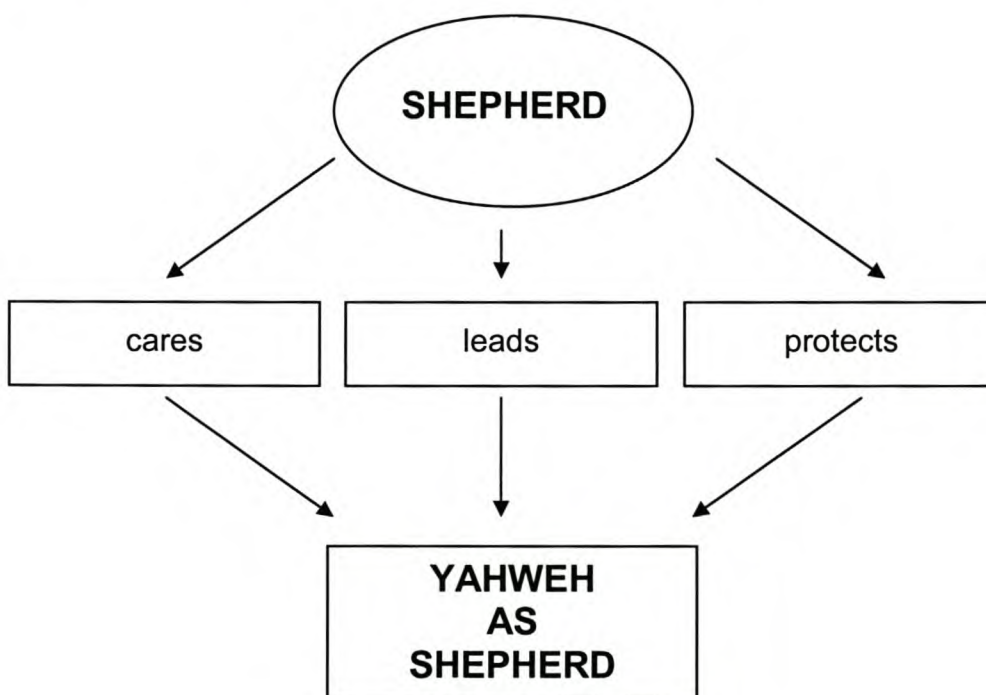 SHEPHERD
cares
leads
protects
YAHWEH
AS
SHEPHERD